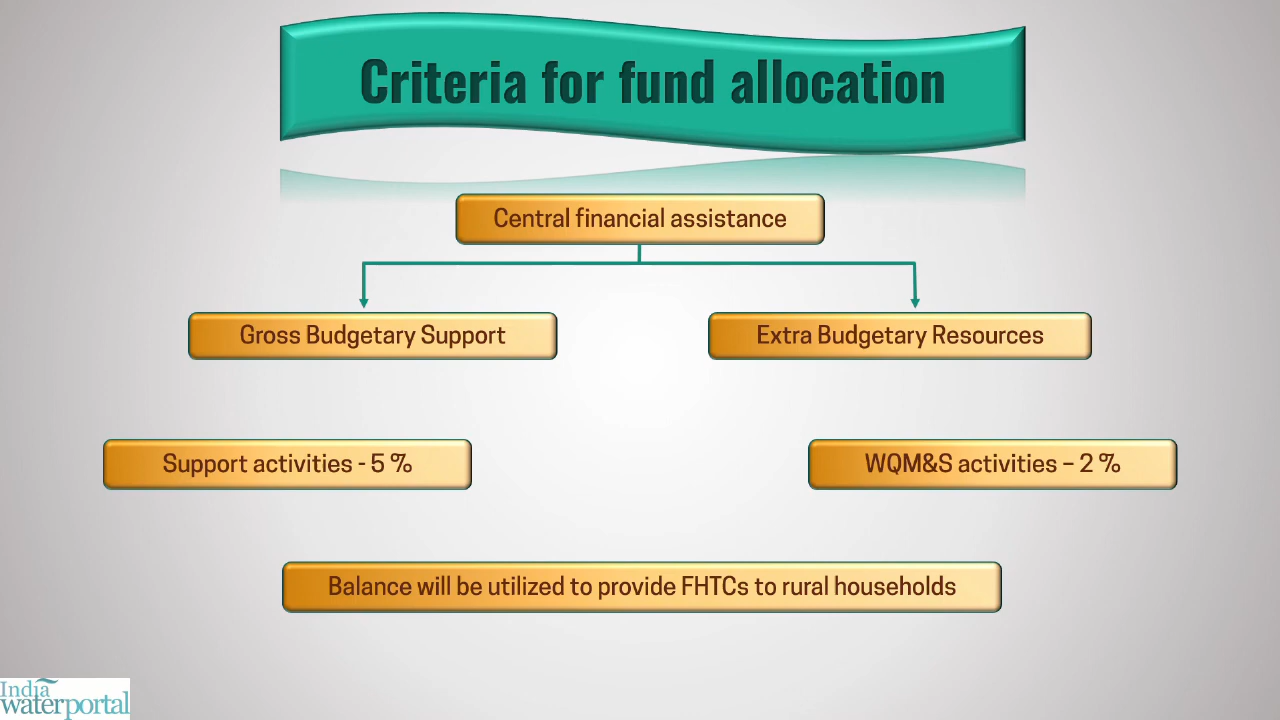 Criteria for fund allocation
Central financial assistance
Gross Budgetary Support
Extra Budgetary Resources
Support activities - 5 %
WQM&S activities – 2 %
Balance will be utilized to provide FHTCs to rural households
India
waterportal